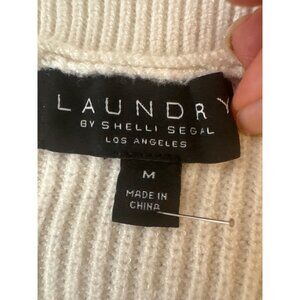 LAUNDRY
BY SHELLI SEGAL
LOS ANGELES
M
MADE IN
CHINA